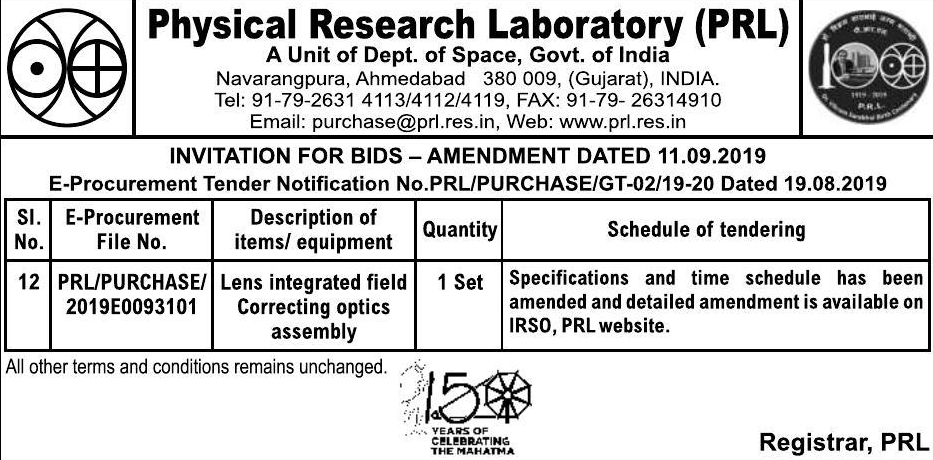 Physical Research Laboratory (PRL)
A Unit of Dept. of Space, Govt. of India
Navarangpura, Ahmedabad 380 009, (Gujarat), INDIA.
Tel: 91-79-2631 4113/4112/4119, FAX: 91-79- 26314910
Email: purchase@prl.res.in, Web: www.prl.res.in
1919 - 2019
P.R.L.
Dr Vikram Sarabhai Birth Centenary
INVITATION FOR BIDS – AMENDMENT DATED 11.09.2019
E-Procurement Tender Notification No.PRL/PURCHASE/GT-02/19-20 Dated 19.08.2019
Sl. No.
E-Procurement File No.
Description of items/ equipment
Quantity
Schedule of tendering
12
PRL/PURCHASE/
2019E0093101
Lens integrated field
Correcting optics
assembly
1 Set
Specifications and time schedule has been
amended and detailed amendment is available on
IRSO, PRL website.
All other terms and conditions remains unchanged.
150
YEARS OF
CELEBRATING
THE MAHATMA
Registrar, PRL